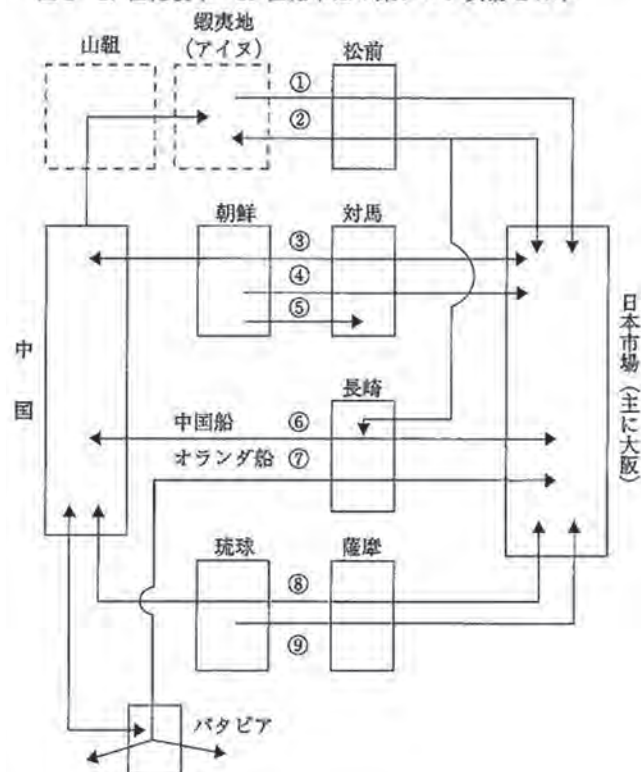 蝦夷地
山靼 (アイヌ) 松前
①
②
朝鮮 対馬
③
④
⑤
中国
日本市場（主に大阪）
長崎
中国船 ⑥
オランダ船 ⑦
琉球 薩摩
⑧
⑨
バタビア